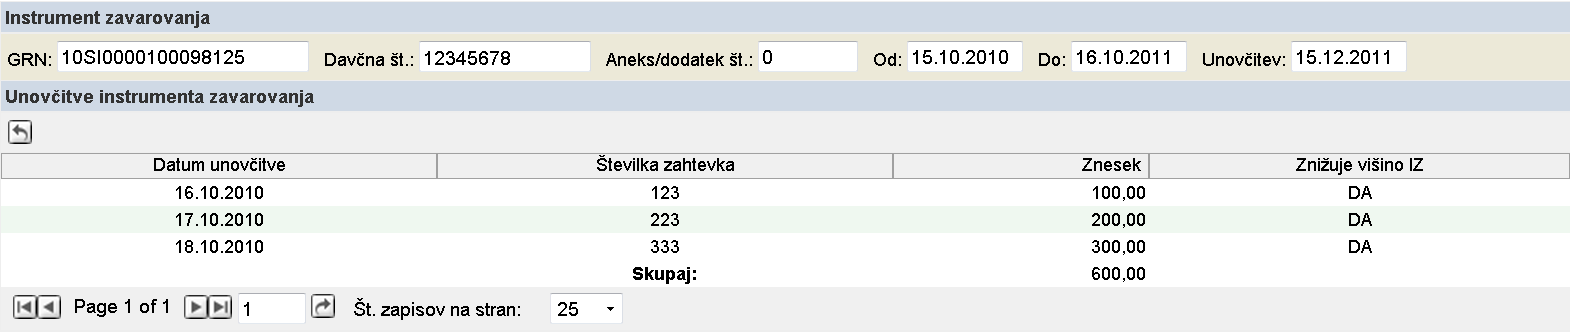 Instrument zavarovanja
GRN: 10SI0000100098125 Davčna št.: 12345678 Aneks/dodatek št.: 0 Od: 15.10.2010 Do: 16.10.2011 Unovčitev: 15.12.2011
Unovčitve instrumenta zavarovanja
Datum unovčitve Številka zahtevka Znesek Znižuje višino IZ
16.10.2010 123 100,00 DA
17.10.2010 223 200,00 DA
18.10.2010 333 300,00 DA
Skupaj: 600,00
Page 1 of 1 1 Št. zapisov na stran: 25